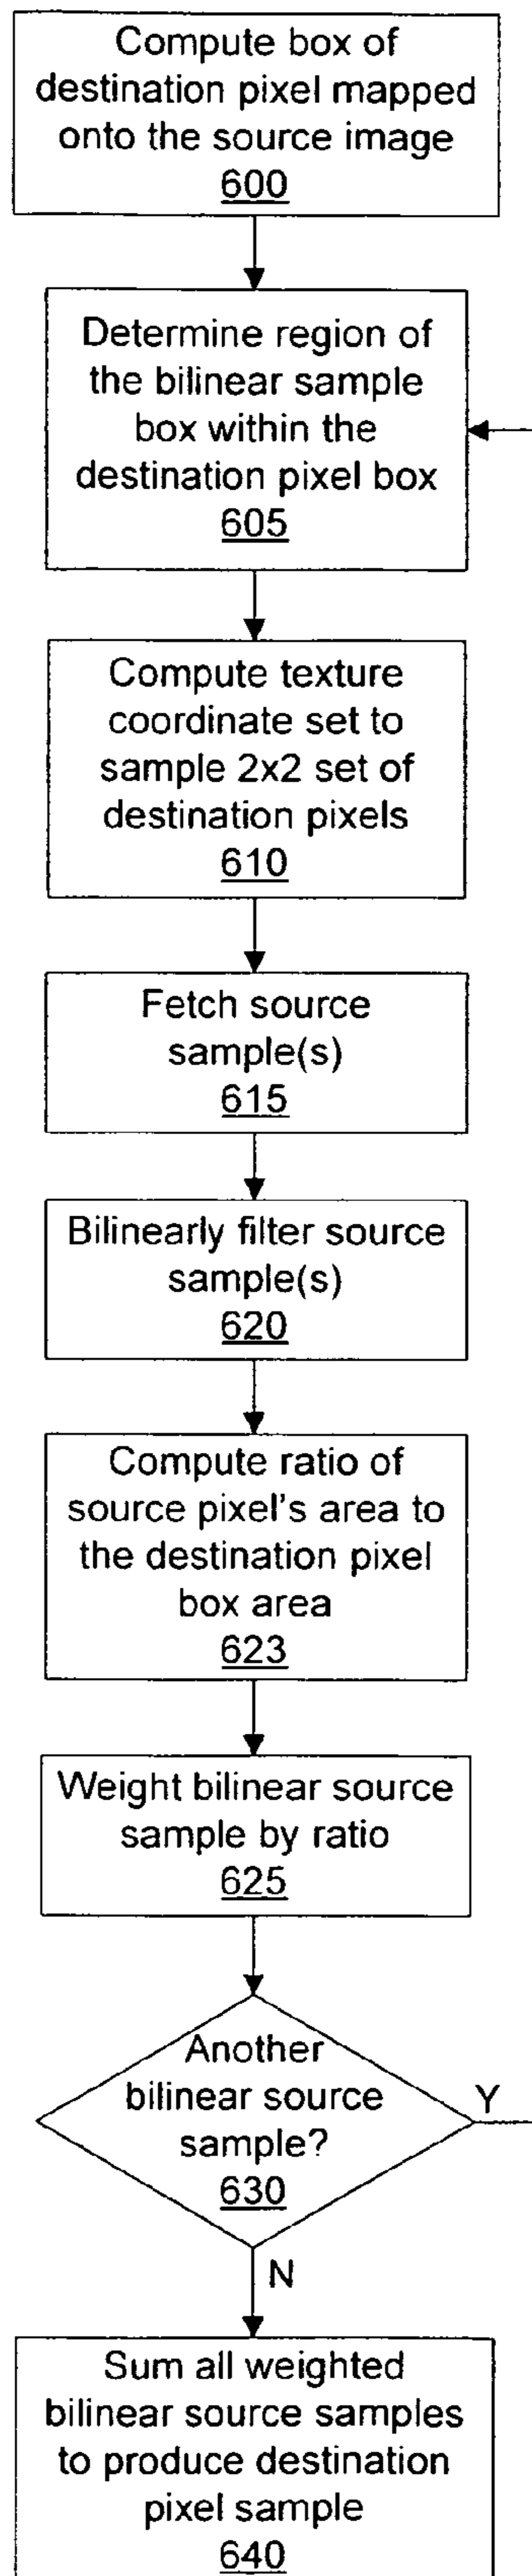 Compute box of
destination pixel mapped
onto the source image
600
Determine region of
the bilinear sample
box within the
destination pixel box
605
Compute texture
coordinate set to
sample 2x2 set of
destination pixels
610
Fetch source
sample(s)
615
Bilinearly filter source
sample(s)
620
Compute ratio of
source pixel's area to
the destination pixel
box area
623
Weight bilinear source
sample by ratio
625
Another
bilinear source
sample?
630
Y
N
Sum all weighted
bilinear source samples
to produce destination
pixel sample
640